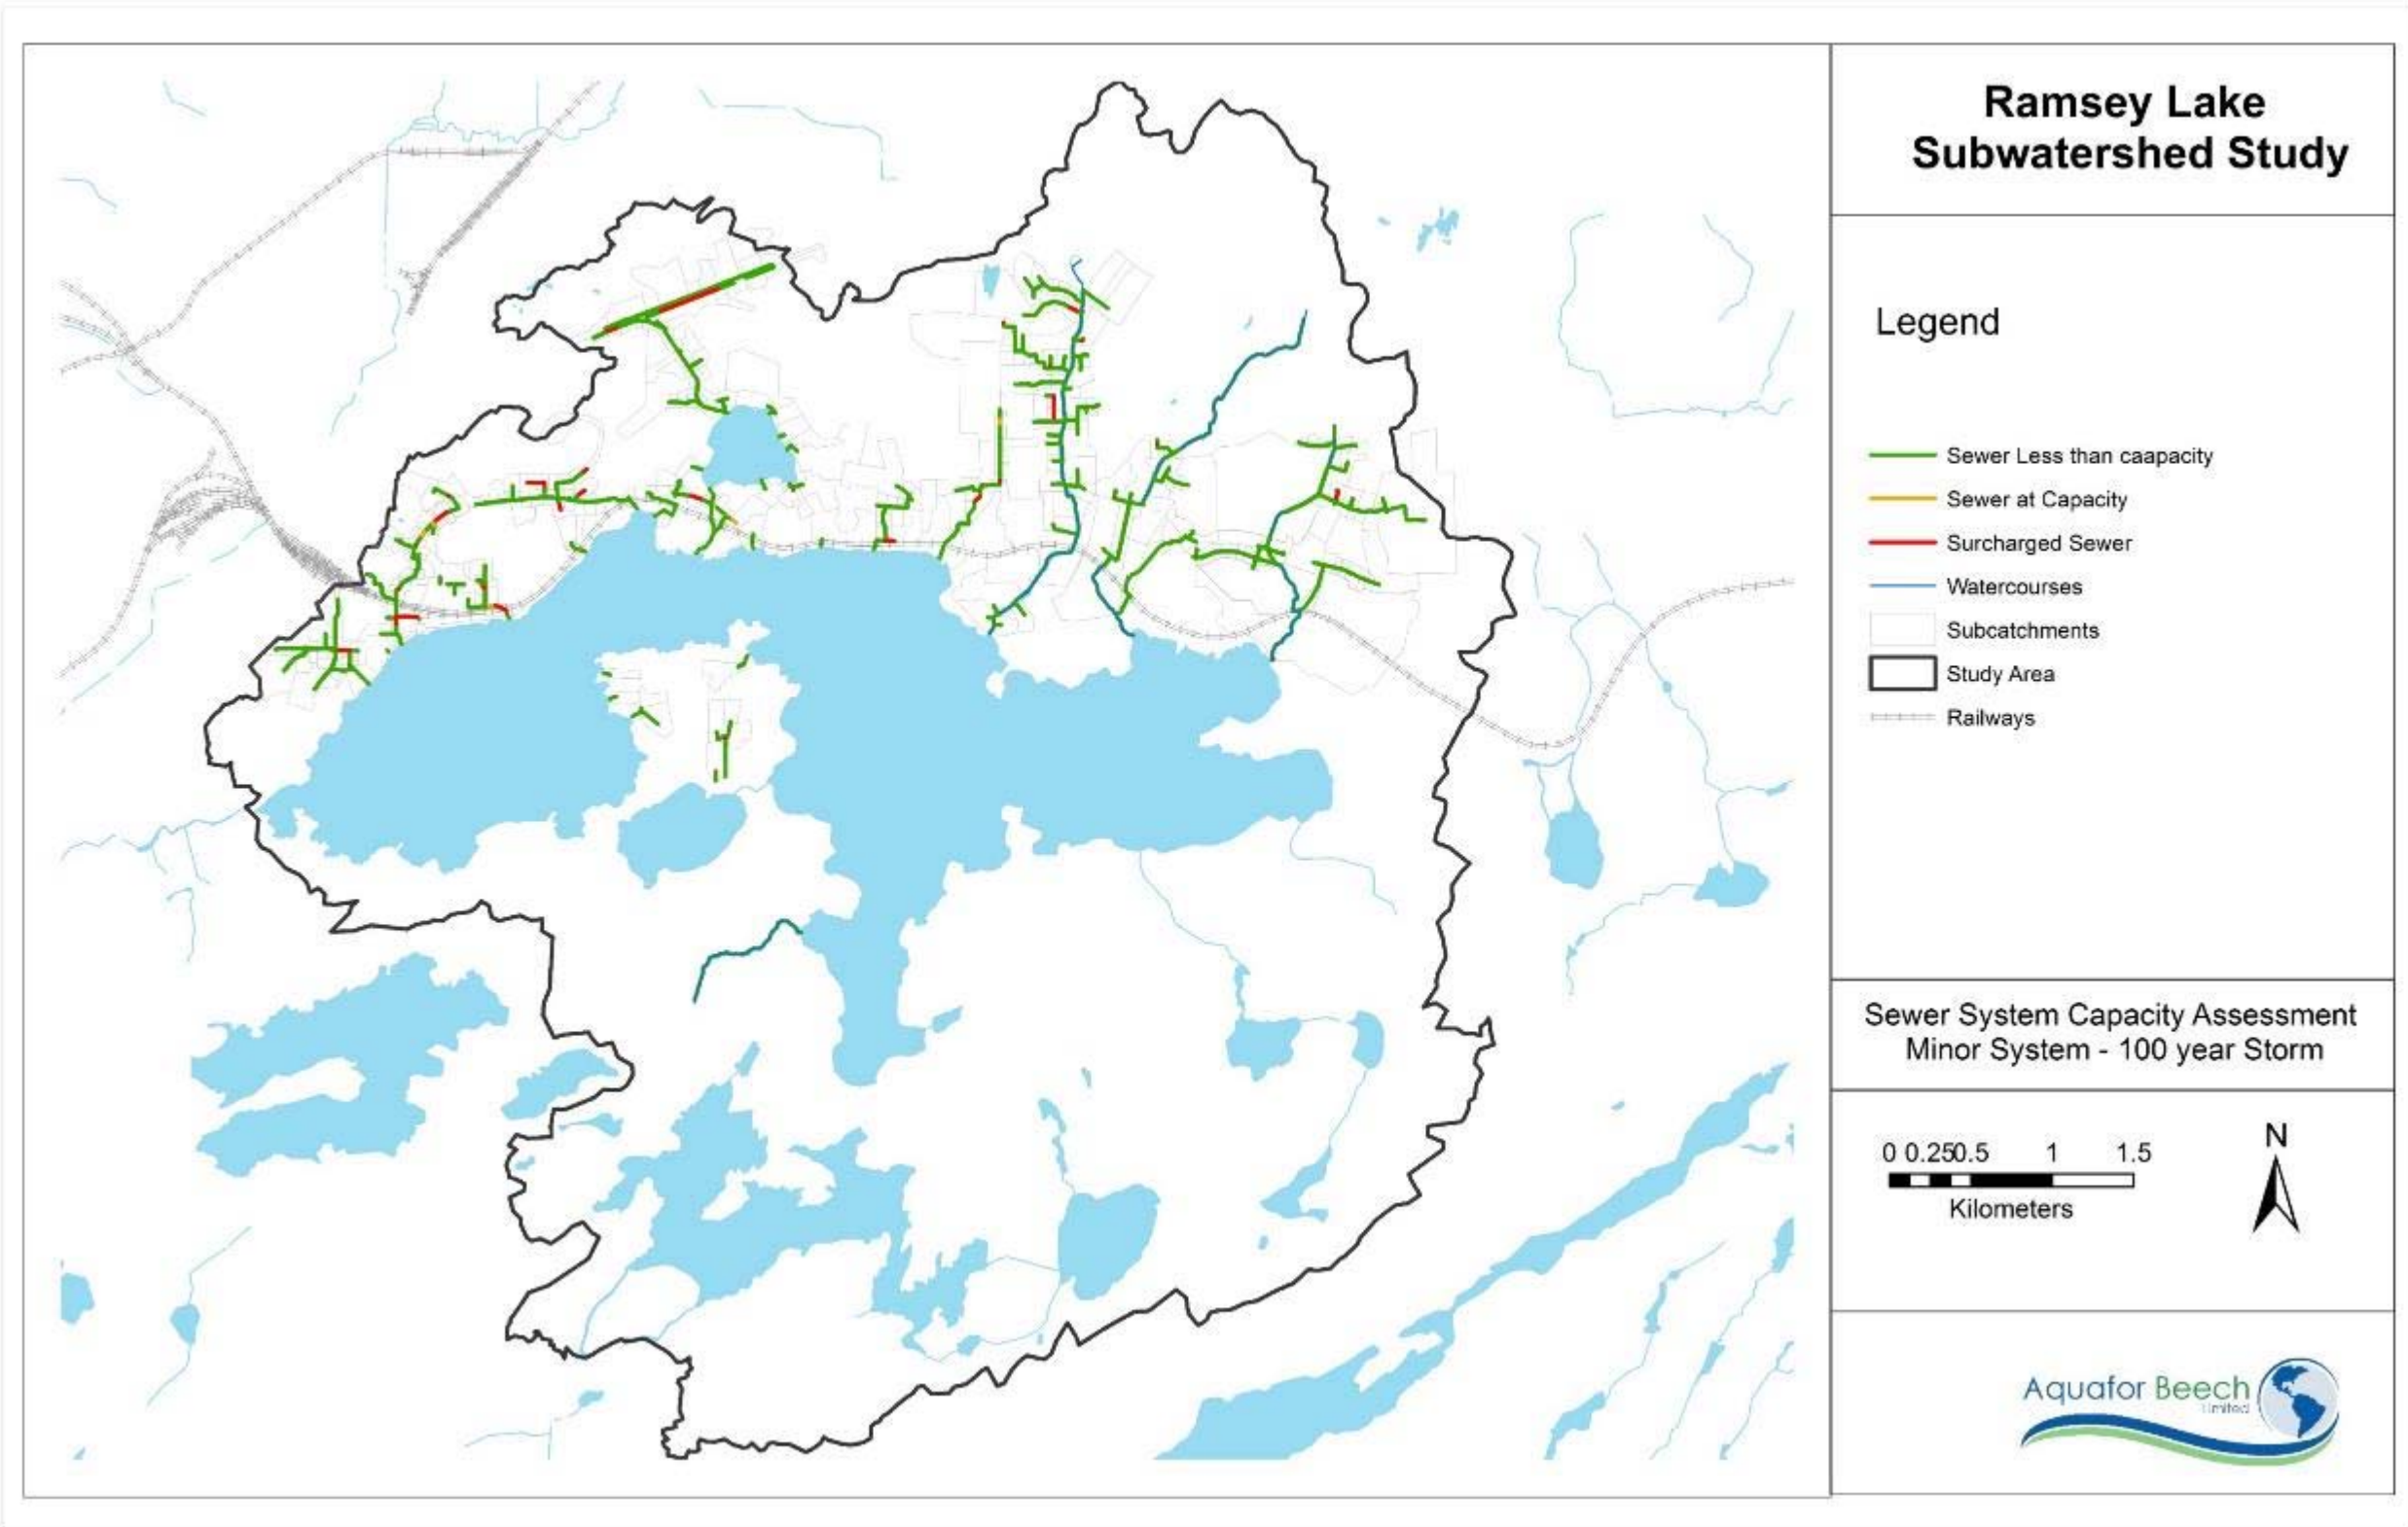 Ramsey Lake
Subwatershed Study
Legend
Sewer Less than caapacity
Sewer at Capacity
Surcharged Sewer
Watercourses
Subcatchments
Study Area
Railways
Sewer System Capacity Assessment
Minor System - 100 year Storm
0 0.250.5 1 1.5
Kilometers
N
Aquafor Beech
Limited